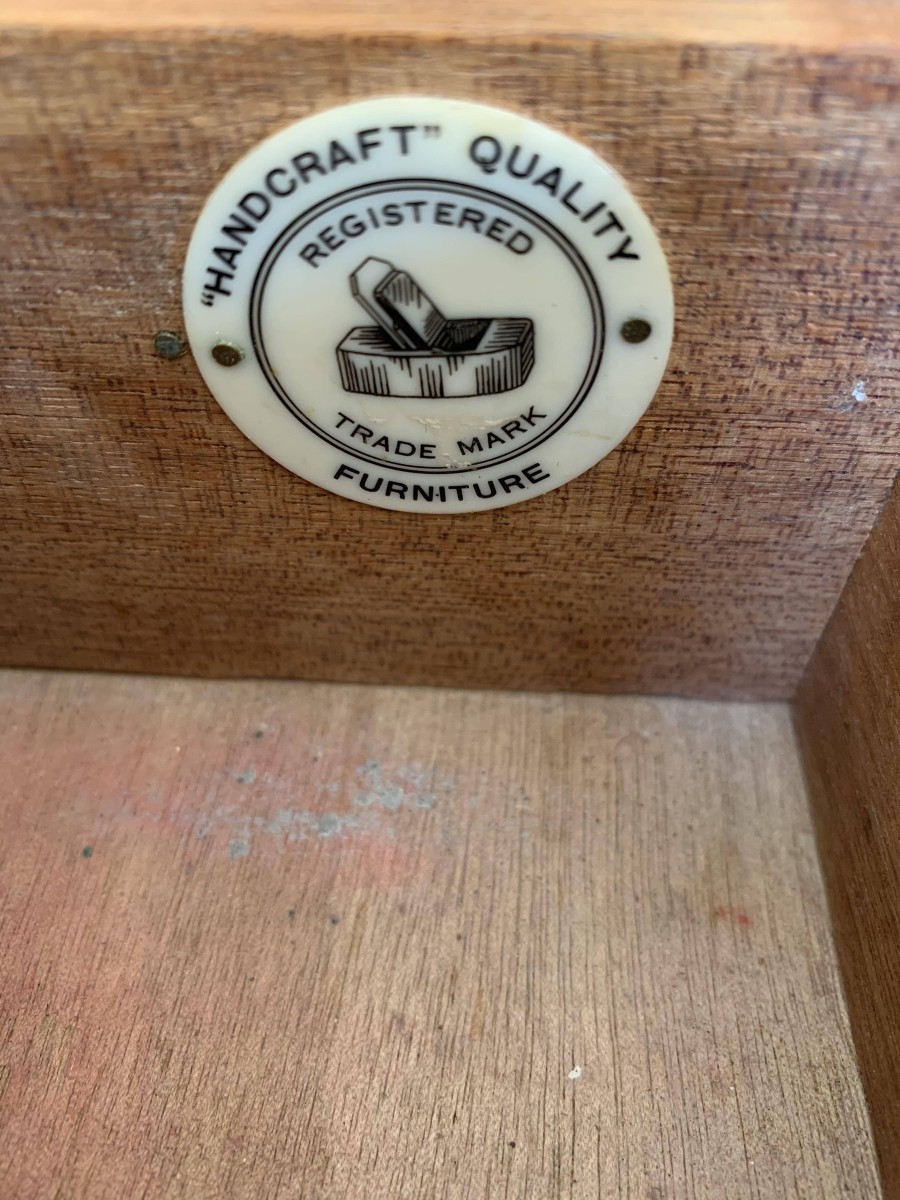 "HANDCRAFT" QUALITY
REGISTERED
TRADE MARK
FURNITURE